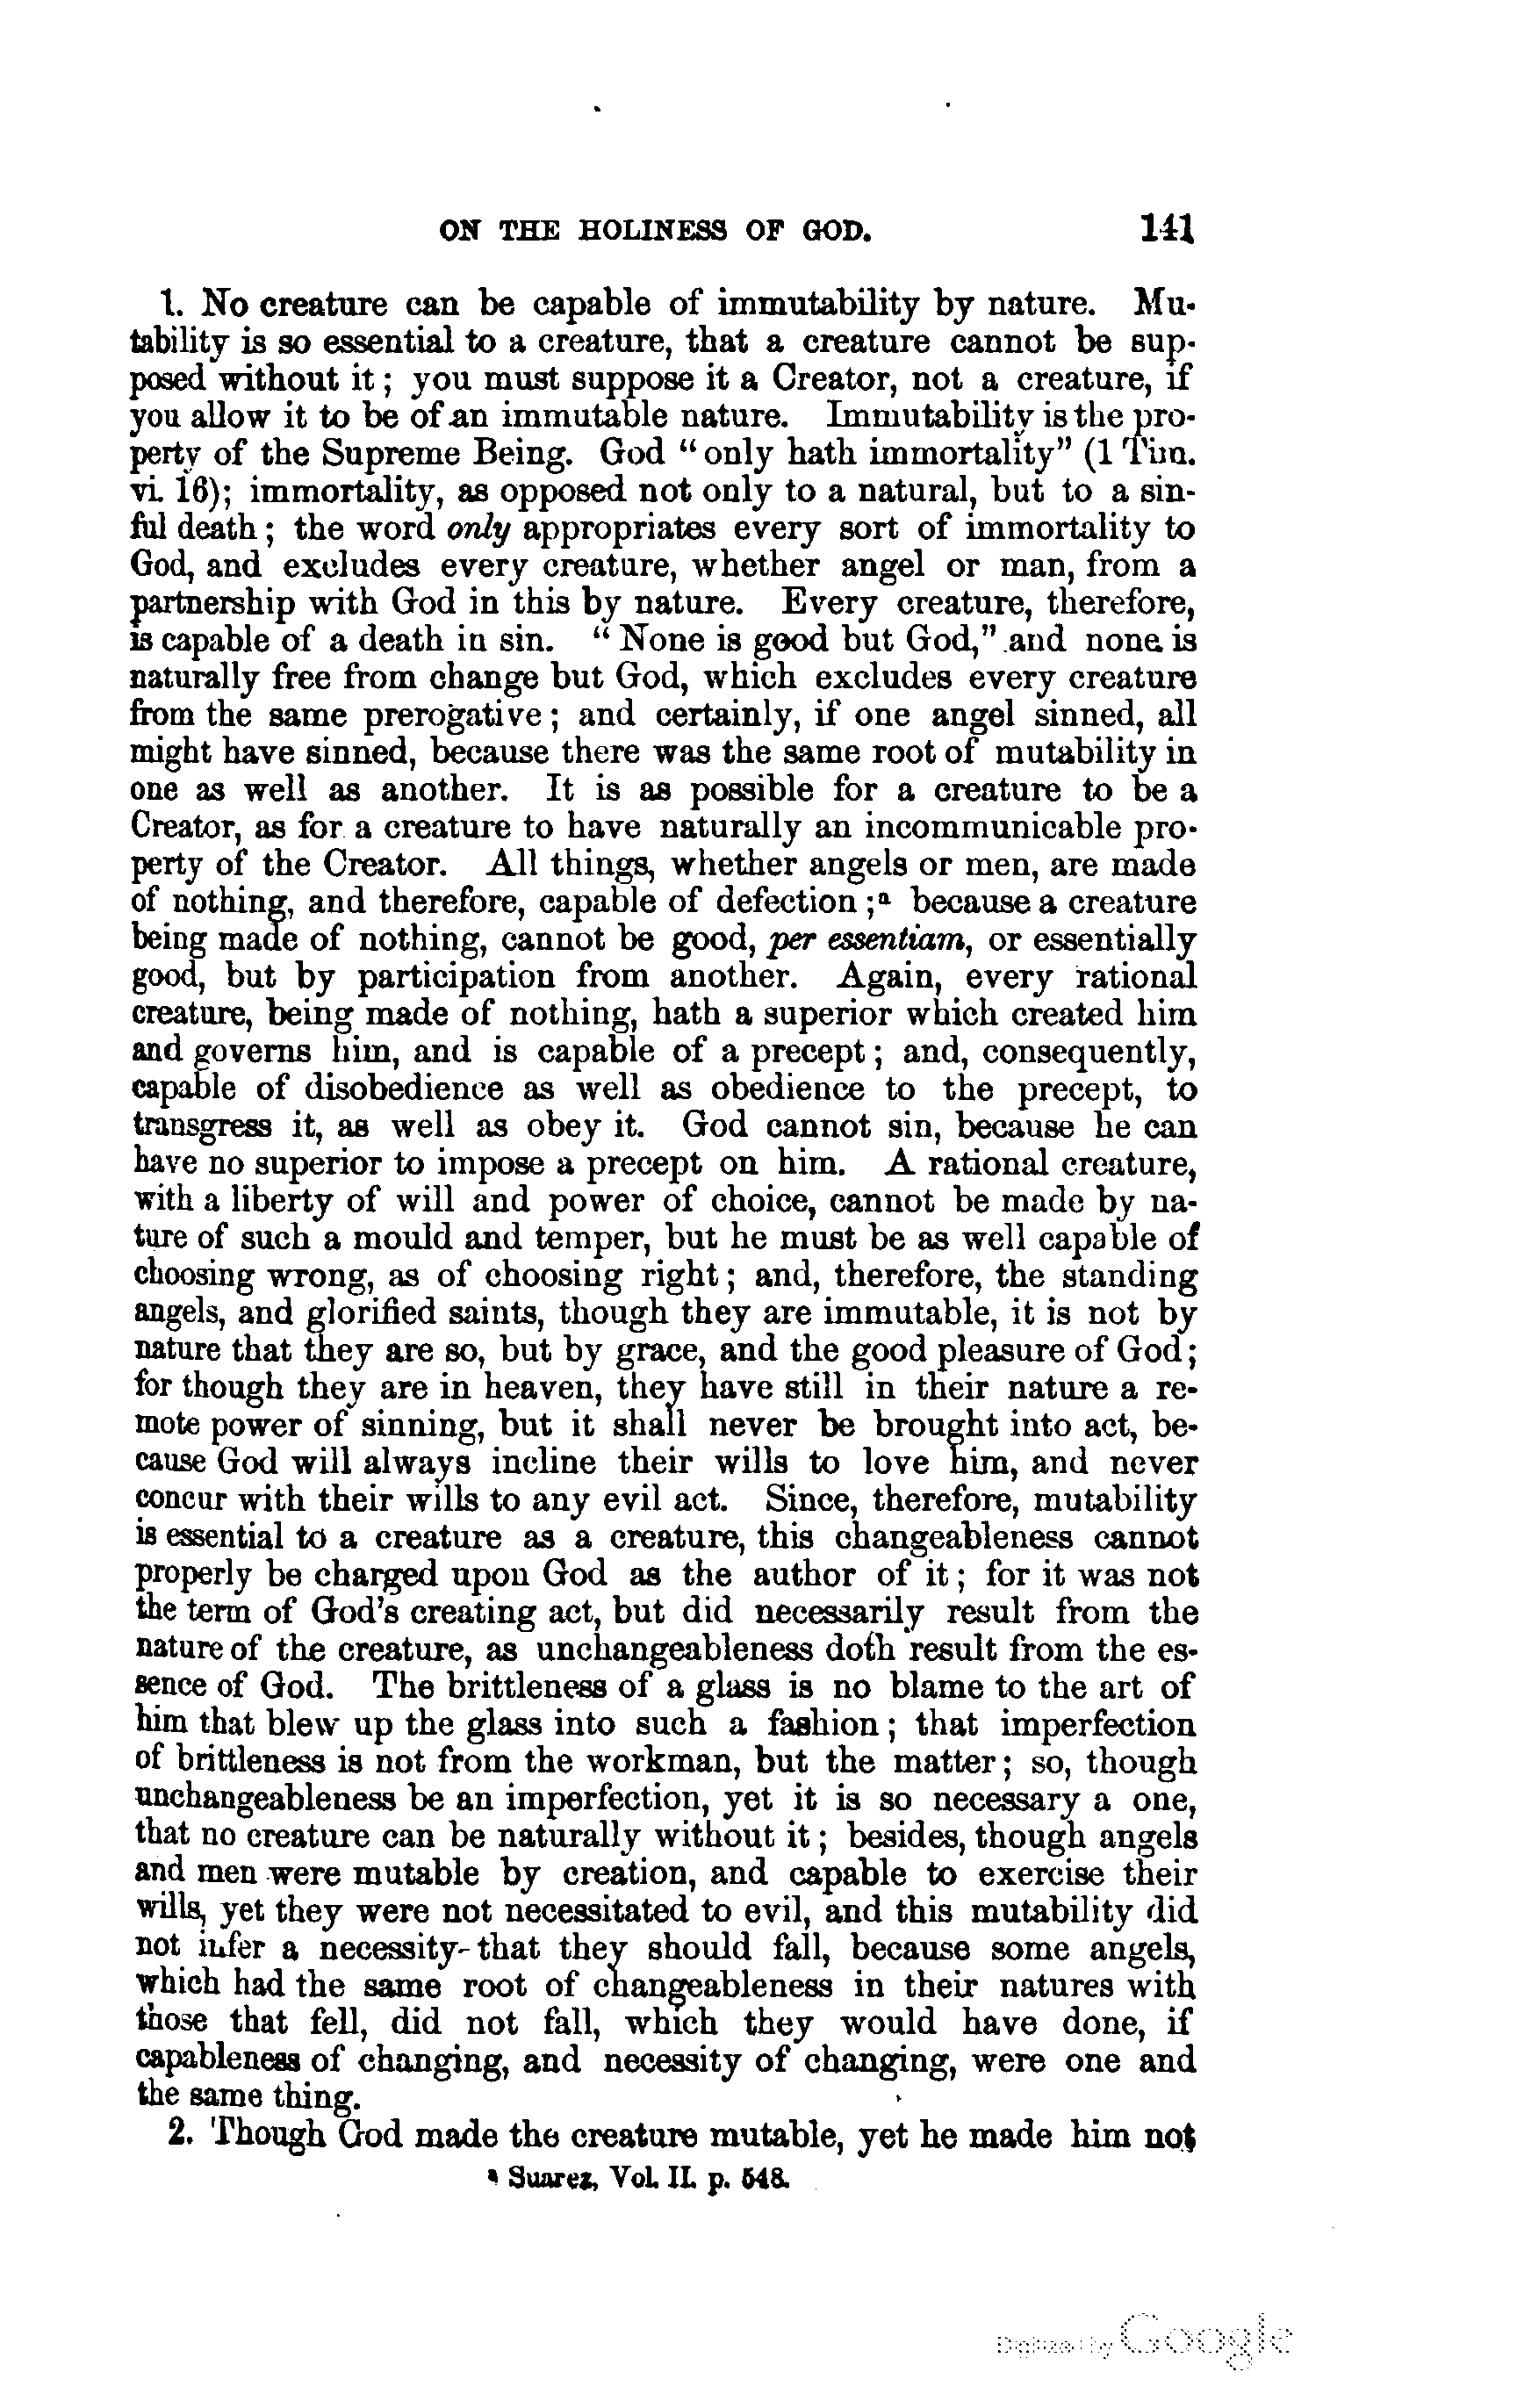 ON THE HOLINESS OF GOD. 141
1. No creature can be capable of immutability by nature. Mu-
tability is so essential to a creature, that a creature cannot be sup-
posed without it; you must suppose it a Creator, not a creature, if
you allow it to be of an immutable nature. Immutability is the pro-
perty of the Supreme Being. God “only hath immortality” (1 Tim.
vi. 16); immortality, as opposed not only to a natural, but to a sin-
ful death; the word only appropriates every sort of immortality to
God, and excludes every creature, whether angel or man, from a
partnership with God in this by nature. Every creature, therefore,
is capable of a death in sin. “None is good but God,” and none is
naturally free from change but God, which excludes every creature
from the same prerogative; and certainly, if one angel sinned, all
might have sinned, because there was the same root of mutability in
one as well as another. It is as possible for a creature to be a
Creator, as for a creature to have naturally an incommunicable pro-
perty of the Creator. All things, whether angels or men, are made
of nothing, and therefore, capable of defection;ª because a creature
being made of nothing, cannot be good, per essentiam, or essentially
good, but by participation from another. Again, every rational
creature, being made of nothing, hath a superior which created him
and governs him, and is capable of a precept; and, consequently,
capable of disobedience as well as obedience to the precept, to
transgress it, as well as obey it. God cannot sin, because he can
have no superior to impose a precept on him. A rational creature,
with a liberty of will and power of choice, cannot be made by na-
ture of such a mould and temper, but he must be as well capable of
choosing wrong, as of choosing right; and, therefore, the standing
angels, and glorified saints, though they are immutable, it is not by
nature that they are so, but by grace, and the good pleasure of God;
for though they are in heaven, they have still in their nature a re-
mote power of sinning, but it shall never be brought into act, be-
cause God will always incline their wills to love him, and never
concur with their wills to any evil act. Since, therefore, mutability
is essential to a creature as a creature, this changeableness cannot
properly be charged upon God as the author of it; for it was not
the term of God's creating act, but did necessarily result from the
nature of the creature, as unchangeableness doth result from the es-
sence of God. The brittleness of a glass is no blame to the art of
him that blew up the glass into such a fashion; that imperfection
of brittleness is not from the workman, but the matter; so, though
unchangeableness be an imperfection, yet it is so necessary a one,
that no creature can be naturally without it; besides, though angels
and men were mutable by creation, and capable to exercise their
wills, yet they were not necessitated to evil, and this mutability did
not infer a necessity that they should fall, because some angels,
which had the same root of changeableness in their natures with
those that fell, did not fall, which they would have done, if
capableness of changing, and necessity of changing, were one and
the same thing.
2. Though God made the creature mutable, yet he made him not
ª Suarez, Vol. II. p. 548.
Digitized by Google